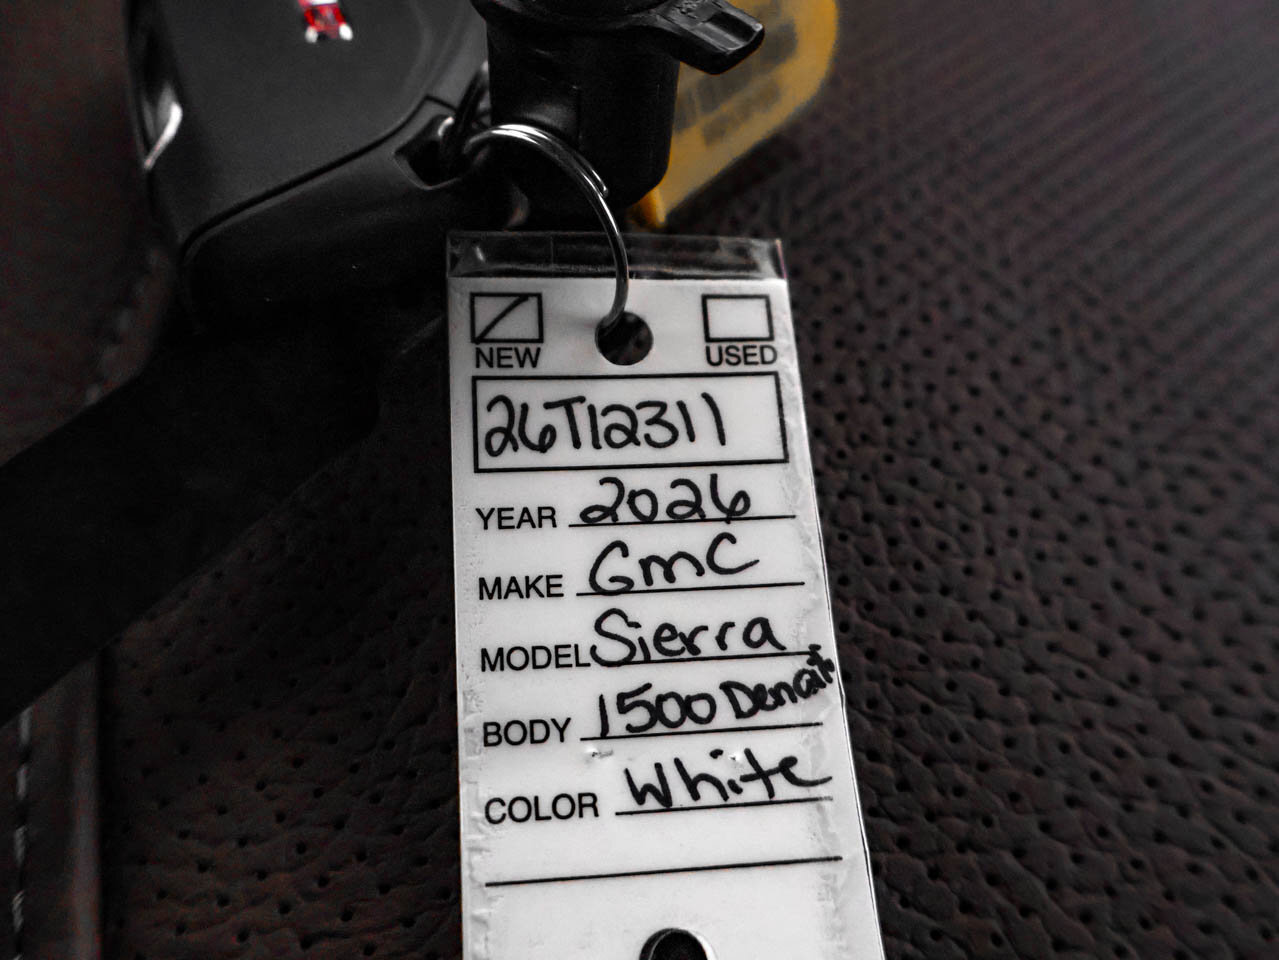 NEW USED
26T12311
YEAR 2026
MAKE GMC
MODEL Sierra
BODY 1500 Denali
COLOR White